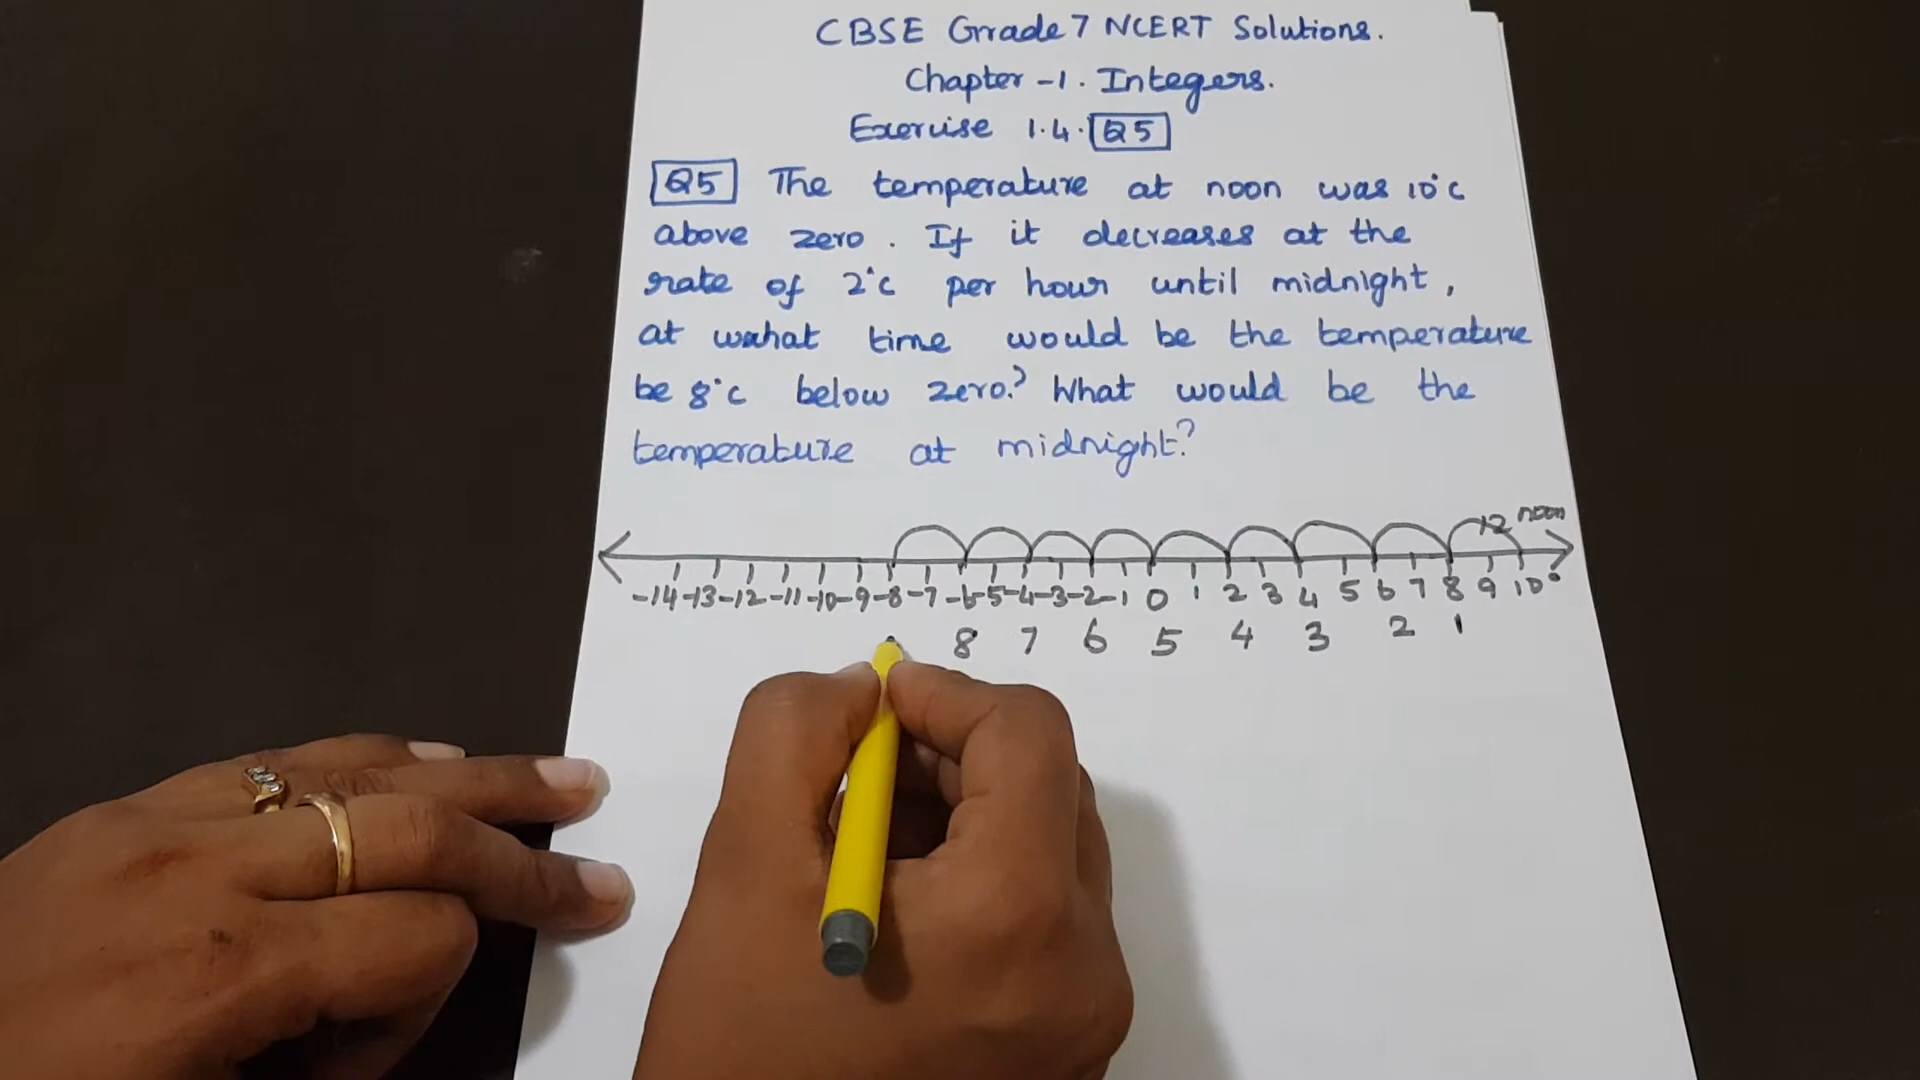 CBSE Grade 7 NCERT Solutions.
Chapter -1. Integers.
Exercise 1.4. Q5
Q5 The temperature at noon was 10°c
above zero. If it decreases at the
rate of 2°c per hour until midnight,
at wahat time would be the temperature
be 8°c below zero? What would be the
temperature at midnight?
12 noon
-14 -13 -12 -11 -10 -9 -8 -7 -6 -5 -4 -3 -2 -1 0 1 2 3 4 5 6 7 8 9 10°
8 7 6 5 4 3 2 1